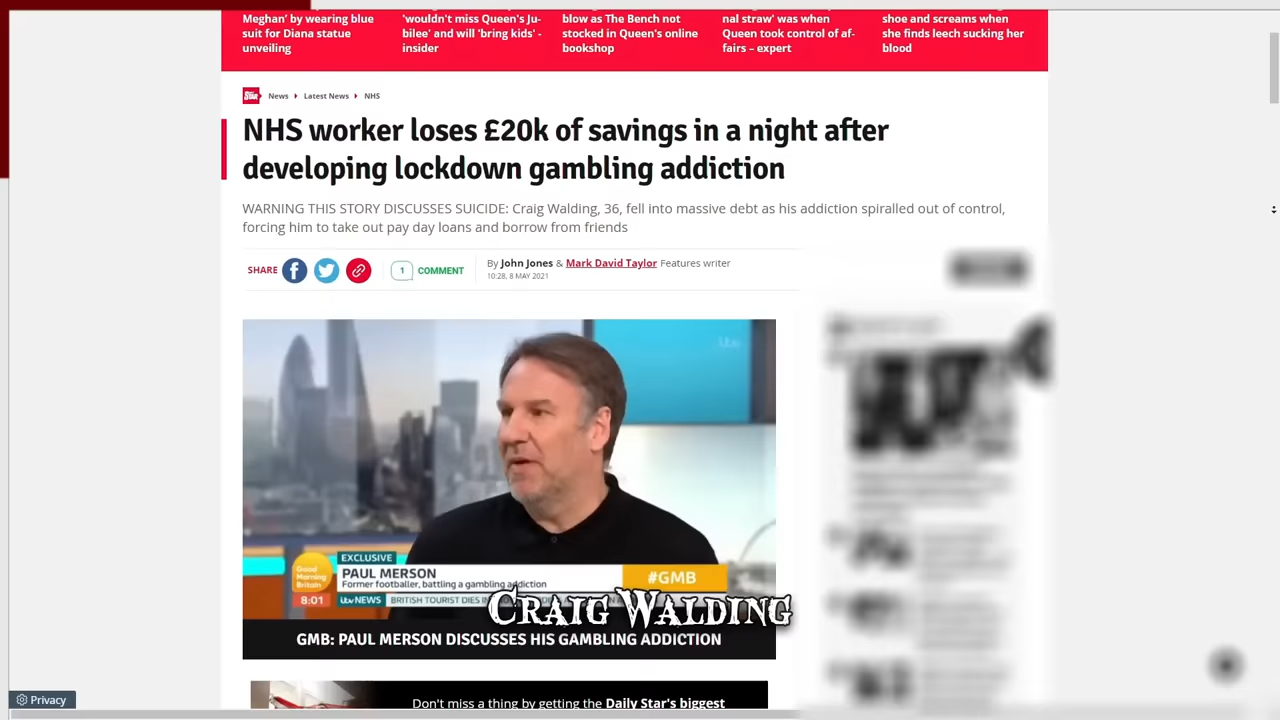 Meghan' by wearing blue
suit for Diana statue
unveiling
'wouldn't miss Queen's Ju-
bilee' and will 'bring kids' -
insider
blow as The Bench not
stocked in Queen's online
bookshop
nal straw' was when
Queen took control of af-
fairs – expert
shoe and screams when
she finds leech sucking her
blood
News Latest News NHS
NHS worker loses £20k of savings in a night after
developing lockdown gambling addiction
WARNING THIS STORY DISCUSSES SUICIDE: Craig Walding, 36, fell into massive debt as his addiction spiralled out of control,
forcing him to take out pay day loans and borrow from friends
SHARE
1 COMMENT
By John Jones & Mark David Taylor Features writer
10:28, 8 MAY 2021
itv
EXCLUSIVE
Good
Morning
Britain
PAUL MERSON
Former footballer, battling a gambling addiction
#GMB
8:01
itv NEWS
BRITISH TOURIST DIES IN
CRAIG WALDING
GMB: PAUL MERSON DISCUSSES HIS GAMBLING ADDICTION
Don't miss a thing by getting the Daily Star's biggest
Privacy